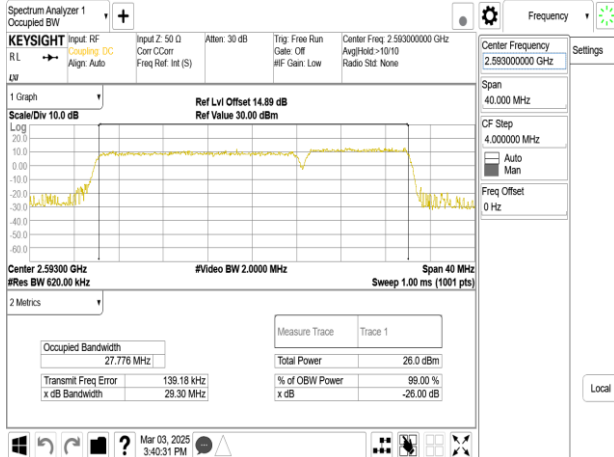 Spectrum Analyzer 1
Occupied BW
+
Frequency
KEYSIGHT Input: RF
RL
Coupling: DC
Align: Auto
Input Z: 50 Ω
Corr CCorr
Freq Ref: Int (S)
Atten: 30 dB
Trig: Free Run
Gate: Off
#IF Gain: Low
Center Freq: 2.593000000 GHz
Avg|Hold:>10/10
Radio Std: None
LXI
Center Frequency
2.593000000 GHz
Settings
Span
40.000 MHz
CF Step
4.000000 MHz
Auto
Man
Freq Offset
0 Hz
Local
1 Graph
Scale/Div 10.0 dB
Ref Lvl Offset 14.89 dB
Ref Value 30.00 dBm
Log
20.0
10.0
0.00
-10.0
-20.0
-30.0
-40.0
-50.0
-60.0
Center 2.59300 GHz
#Video BW 2.0000 MHz
Span 40 MHz
#Res BW 620.00 kHz
Sweep 1.00 ms (1001 pts)
2 Metrics
Measure Trace Trace 1
Occupied Bandwidth
27.776 MHz
Total Power 26.0 dBm
Transmit Freq Error 139.18 kHz
% of OBW Power 99.00 %
x dB Bandwidth 29.30 MHz
x dB -26.00 dB
?
Mar 03, 2025
3:40:31 PM